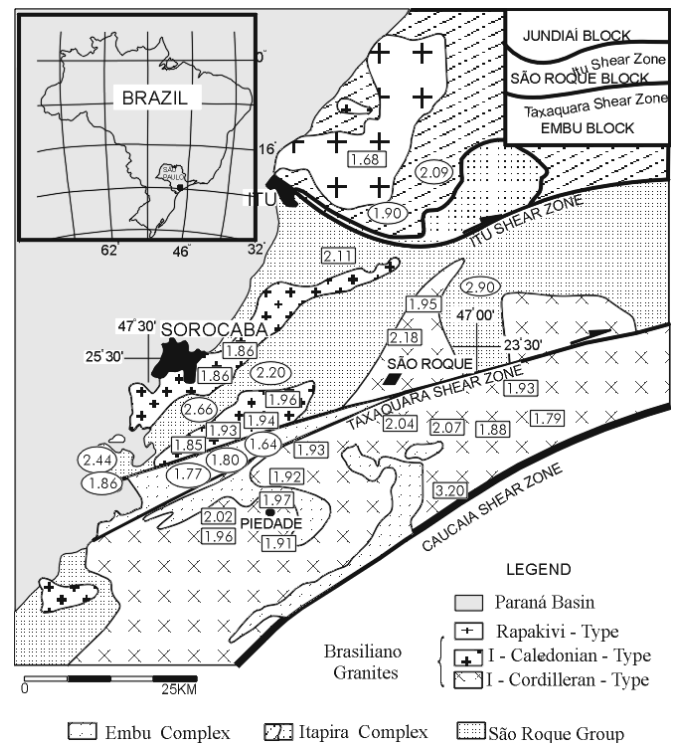 BRAZIL
SÃO
PAULO
0°
16°
32°
62°
46°
JUNDIAÍ BLOCK
Itu Shear Zone
SÃO ROQUE BLOCK
Taxaquara Shear Zone
EMBU BLOCK
1.68
2.09
ITU
1.90
ITU SHEAR ZONE
2.11
2.90
1.95
47°30'
47°00'
SOROCABA
2.18
25°30'
23°30'
1.86
SÃO ROQUE
1.86
2.20
TAXAQUARA SHEAR ZONE
1.93
1.96
2.66
1.94
1.79
2.04
2.07
1.88
1.93
1.85
1.64
1.93
2.44
1.80
1.77
1.92
1.86
3.20
1.97
2.02
PIEDADE
1.96
1.91
CAUCAIA SHEAR ZONE
LEGEND
Paraná Basin
Brasiliano
Granites
Rapakivi - Type
I - Caledonian - Type
I - Cordilleran - Type
0 25KM
Embu Complex Itapira Complex São Roque Group